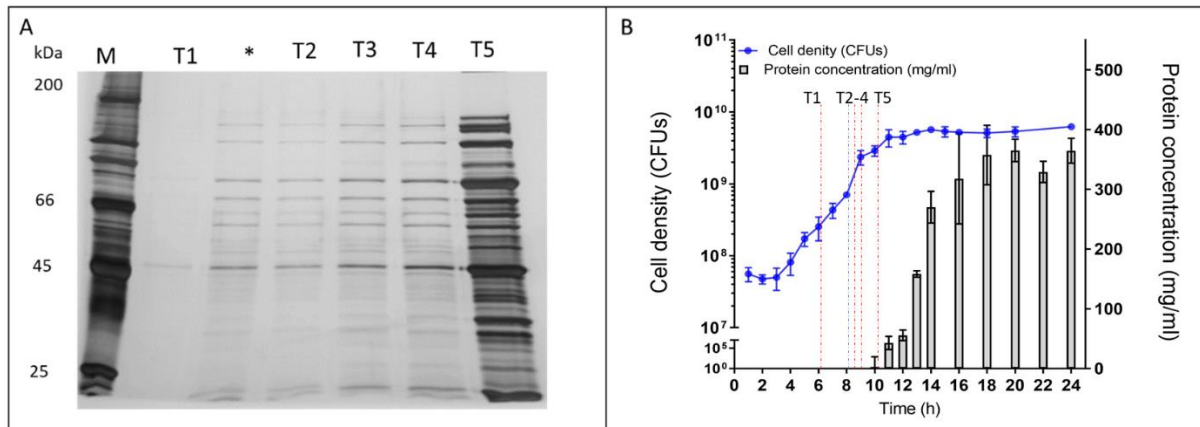 A
kDa
M T1 * T2 T3 T4 T5
200
66
45
25
B
Cell denity (CFUs)
Protein concentration (mg/ml)
T1 T2-4 T5
Cell density (CFUs)
10¹¹
10¹⁰
10⁹
10⁸
10⁷
10⁵
10⁰
500
400
300
200
100
0
Protein concentration (mg/ml)
0 2 4 6 8 10 12 14 16 18 20 22 24
Time (h)